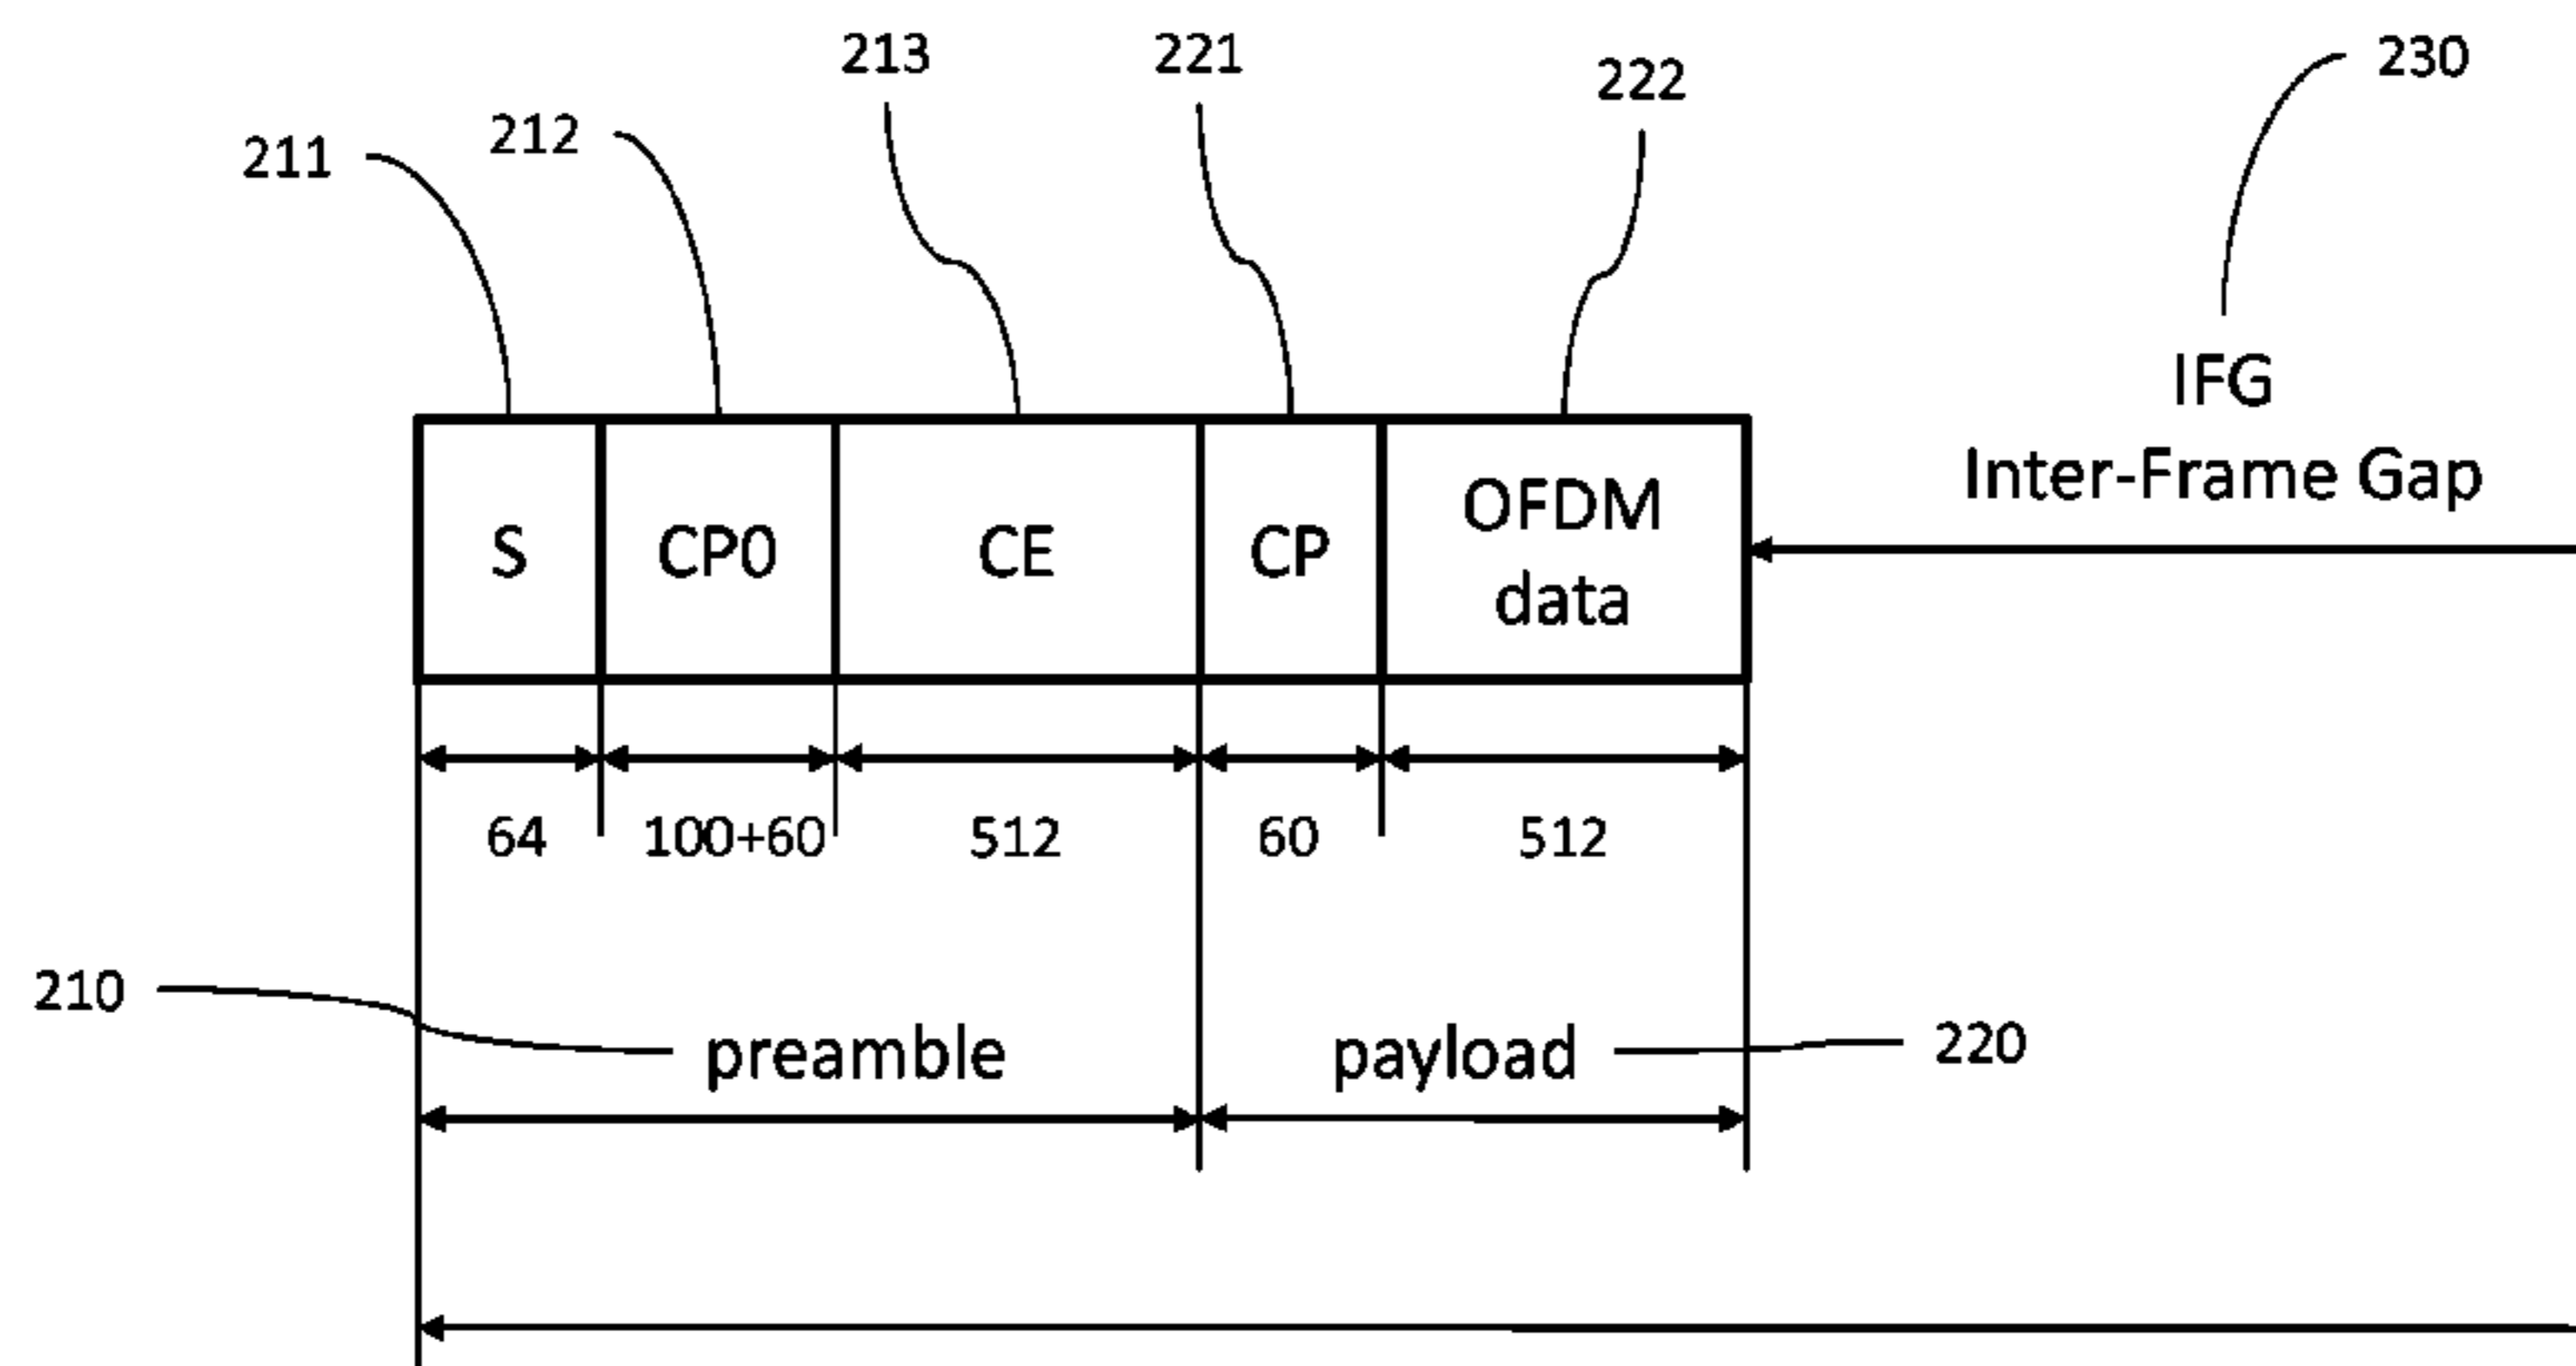 213
221
222
230
211
212
IFG
Inter-Frame Gap
S
CP0
CE
CP
OFDM
data
64
100+60
512
60
512
210
preamble
payload
220